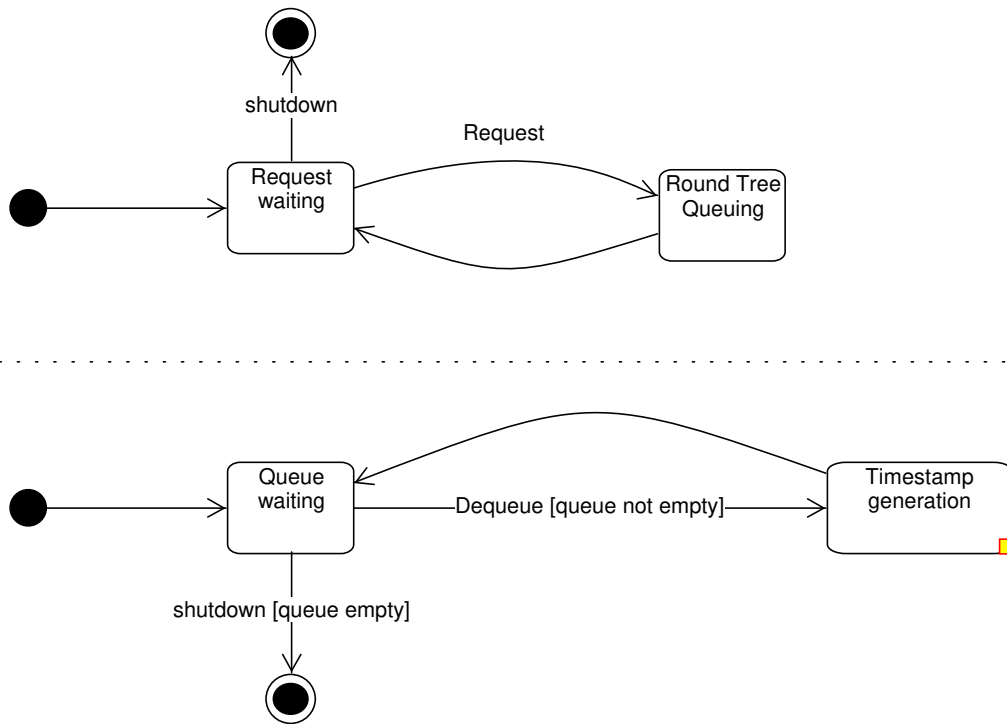 shutdown
Request
Request
waiting
Round Tree
Queuing
Queue
waiting
Dequeue [queue not empty]
Timestamp
generation
shutdown [queue empty]